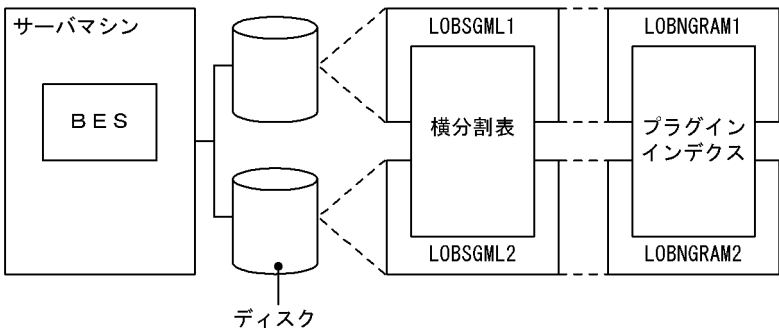 サーバマシン
BES
LOBSGML1
LOBNGRAM1
横分割表
プラグイン
インデクス
LOBSGML2
LOBNGRAM2
ディスク